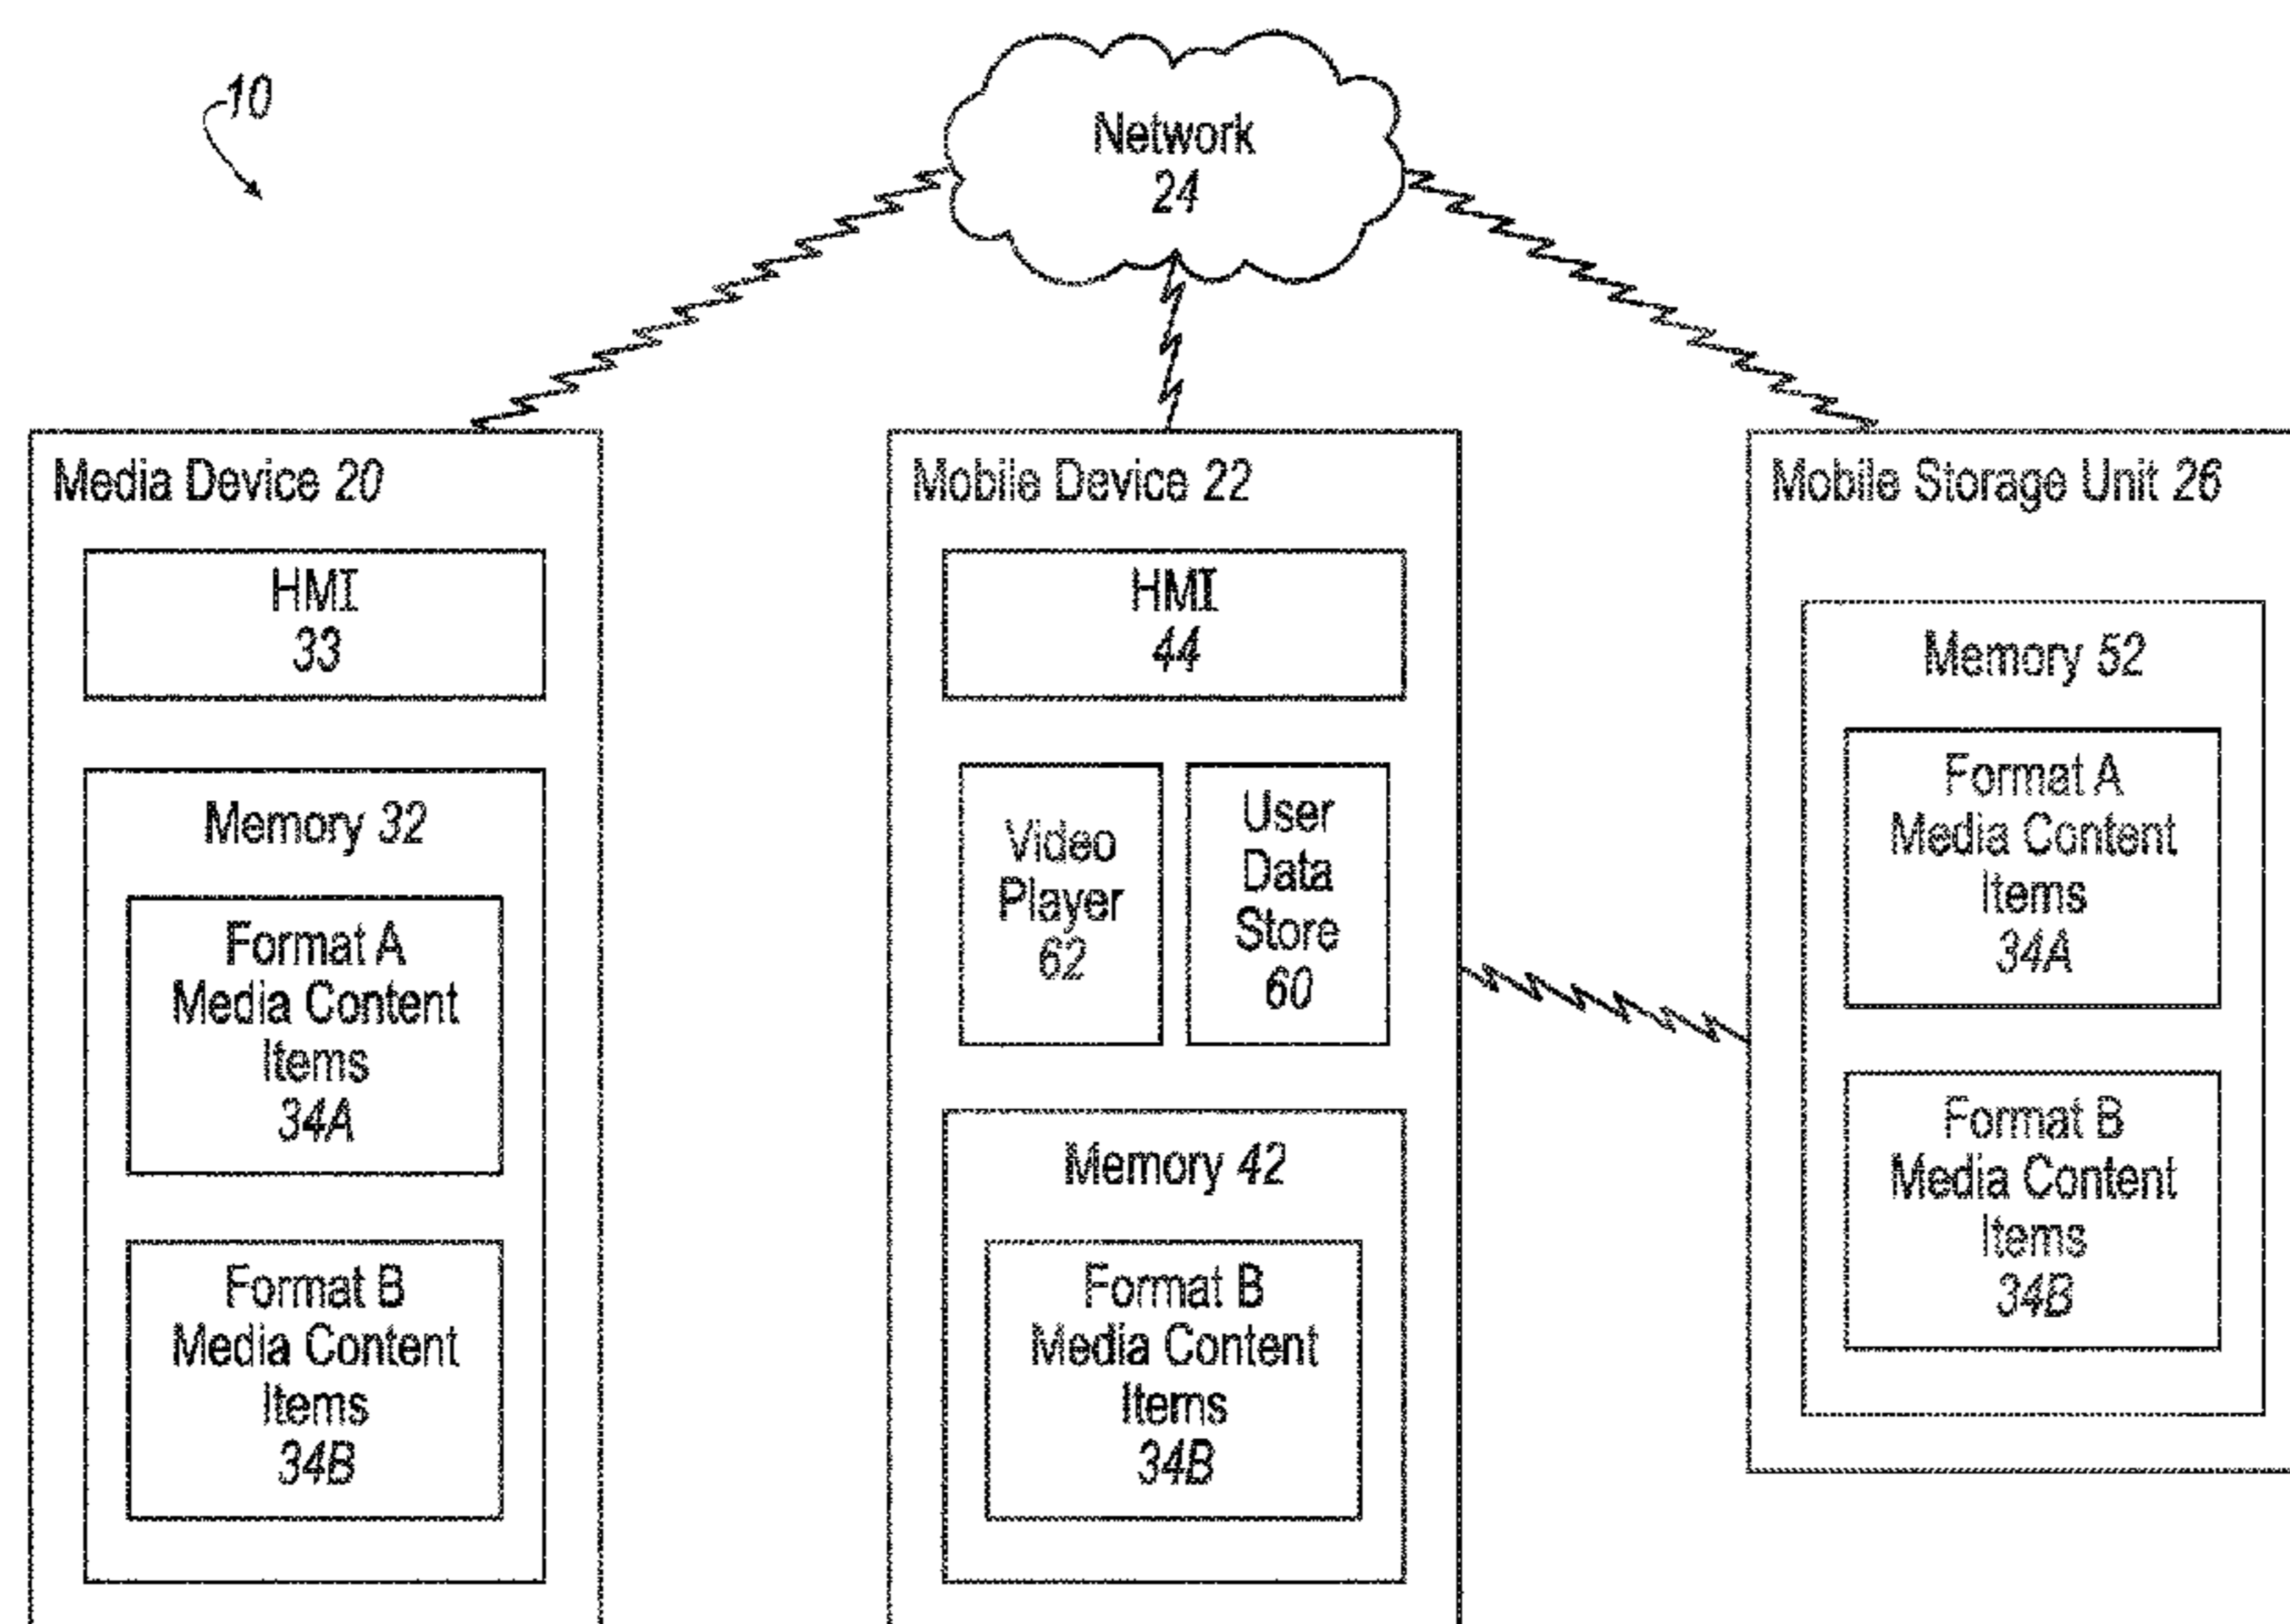 10
Network
24
Media Device 20
HMI
33
Memory 32
Format A
Media Content
Items
34A
Format B
Media Content
Items
34B
Mobile Device 22
HMI
44
Video
Player
62
User
Data
Store
60
Memory 42
Format B
Media Content
Items
34B
Mobile Storage Unit 26
Memory 52
Format A
Media Content
Items
34A
Format B
Media Content
Items
34B